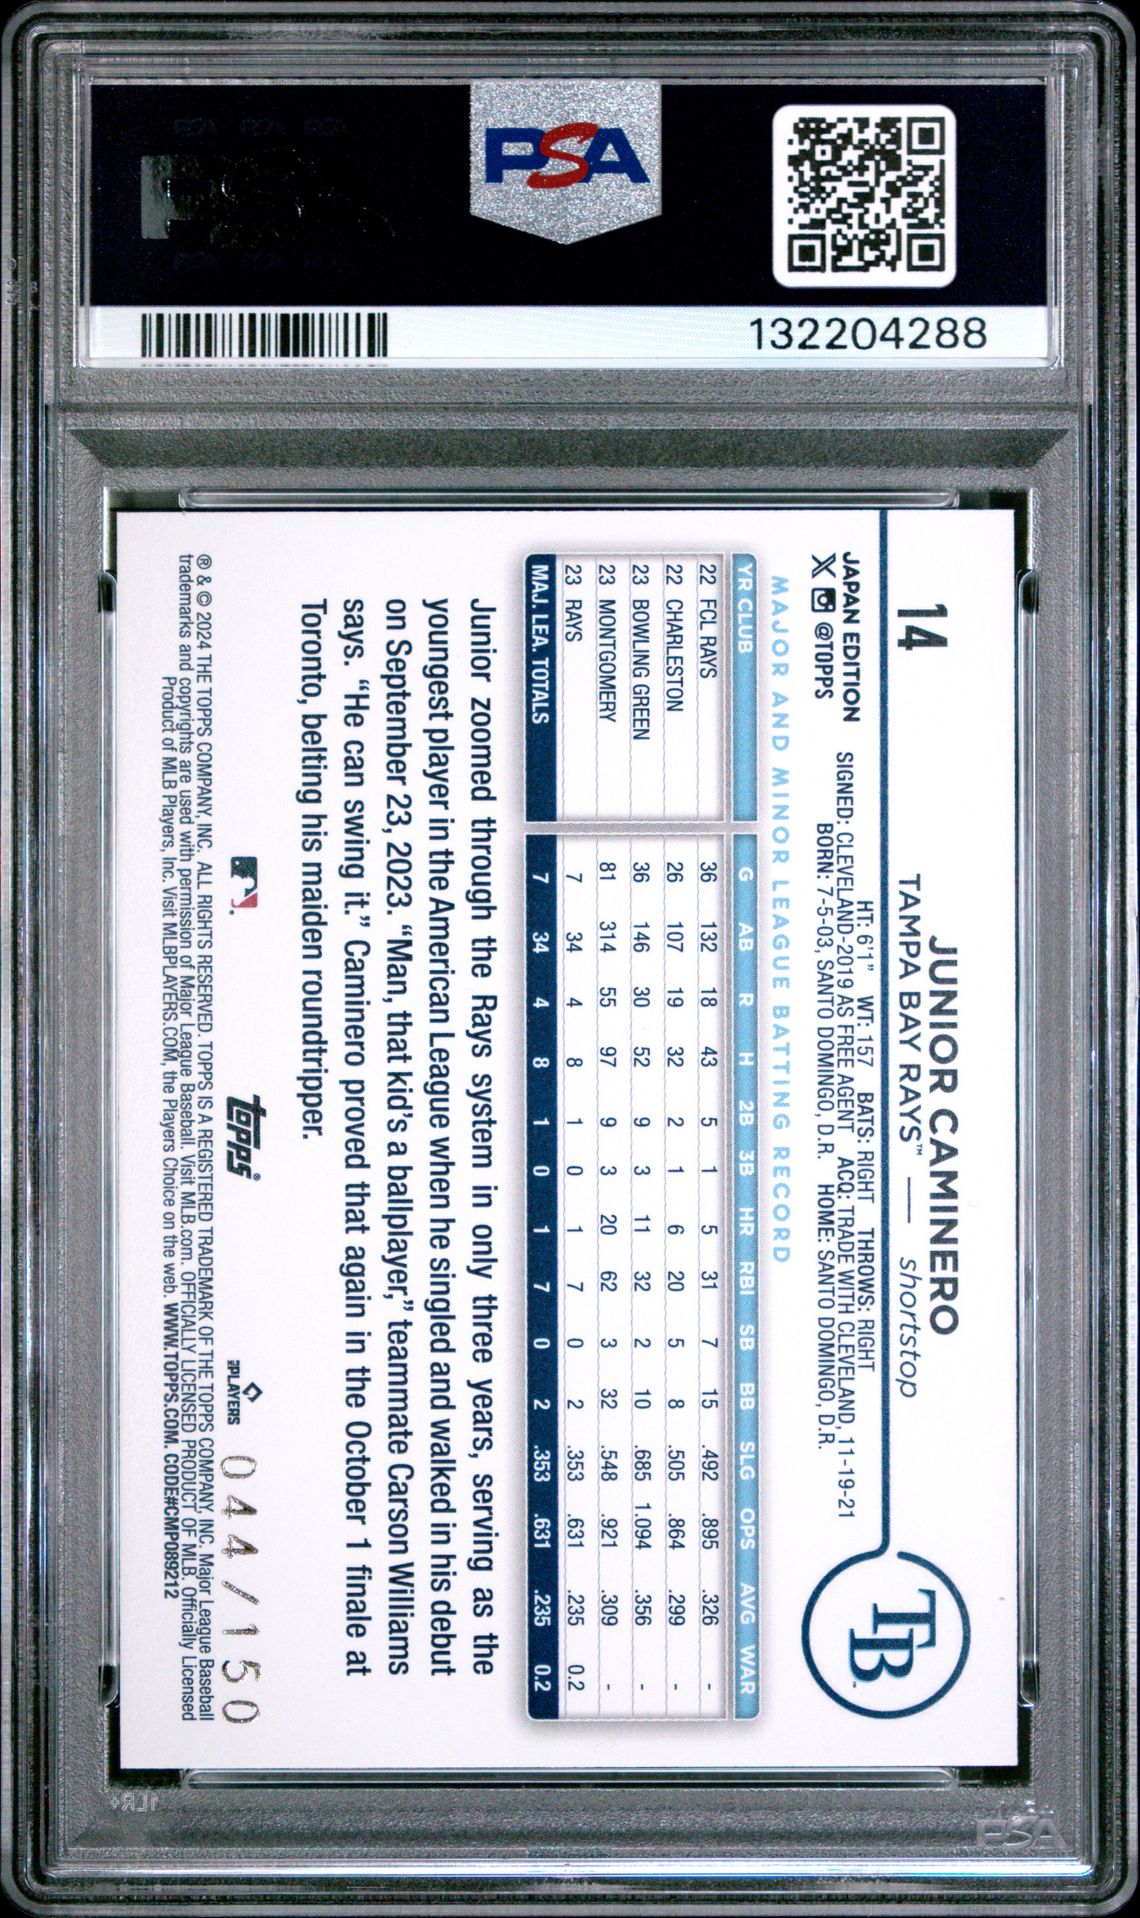 PSA
132204288
14
JUNIOR CAMINERO
TAMPA BAY RAYS™ — shortstop
HT: 6'1" WT: 157 BATS: RIGHT THROWS: RIGHT
JAPAN EDITION SIGNED: CLEVELAND-2019 AS FREE AGENT ACQ: TRADE WITH CLEVELAND, 11-19-21
@TOPPS BORN: 7-5-03, SANTO DOMINGO, D.R. HOME: SANTO DOMINGO, D.R.
TB
MAJOR AND MINOR LEAGUE BATTING RECORD
YR CLUB G AB R H 2B 3B HR RBI SB BB SLG OPS AVG WAR
22 FCL RAYS 36 132 18 43 5 1 5 31 7 15 .492 .895 .326 -
22 CHARLESTON 26 107 19 32 2 1 6 20 5 8 .505 .864 .299 -
23 BOWLING GREEN 36 146 30 52 9 3 11 32 2 10 .685 1.094 .356 -
23 MONTGOMERY 81 314 55 97 9 3 20 62 3 32 .548 .921 .309 -
23 RAYS 7 34 4 8 1 0 1 7 0 2 .353 .631 .235 0.2
MAJ. LEA. TOTALS 7 34 4 8 1 0 1 7 0 2 .353 .631 .235 0.2
Junior zoomed through the Rays system in only three years, serving as the
youngest player in the American League when he singled and walked in his debut
on September 23, 2023. “Man, that kid’s a ballplayer,” teammate Carson Williams
says. “He can swing it.” Caminero proved that again in the October 1 finale at
Toronto, belting his maiden roundtripper.
topps®
PLAYERS
044/150
® & © 2024 THE TOPPS COMPANY, INC. ALL RIGHTS RESERVED. TOPPS IS A REGISTERED TRADEMARK OF THE TOPPS COMPANY, INC. Major League Baseball
trademarks and copyrights are used with permission of Major League Baseball. Visit MLB.com. OFFICIALLY LICENSED PRODUCT OF MLB. Officially Licensed
Product of MLB Players, Inc. Visit MLBPLAYERS.COM, the Players Choice on the web. WWW.TOPPS.COM. CODE#CMP089212
PSA